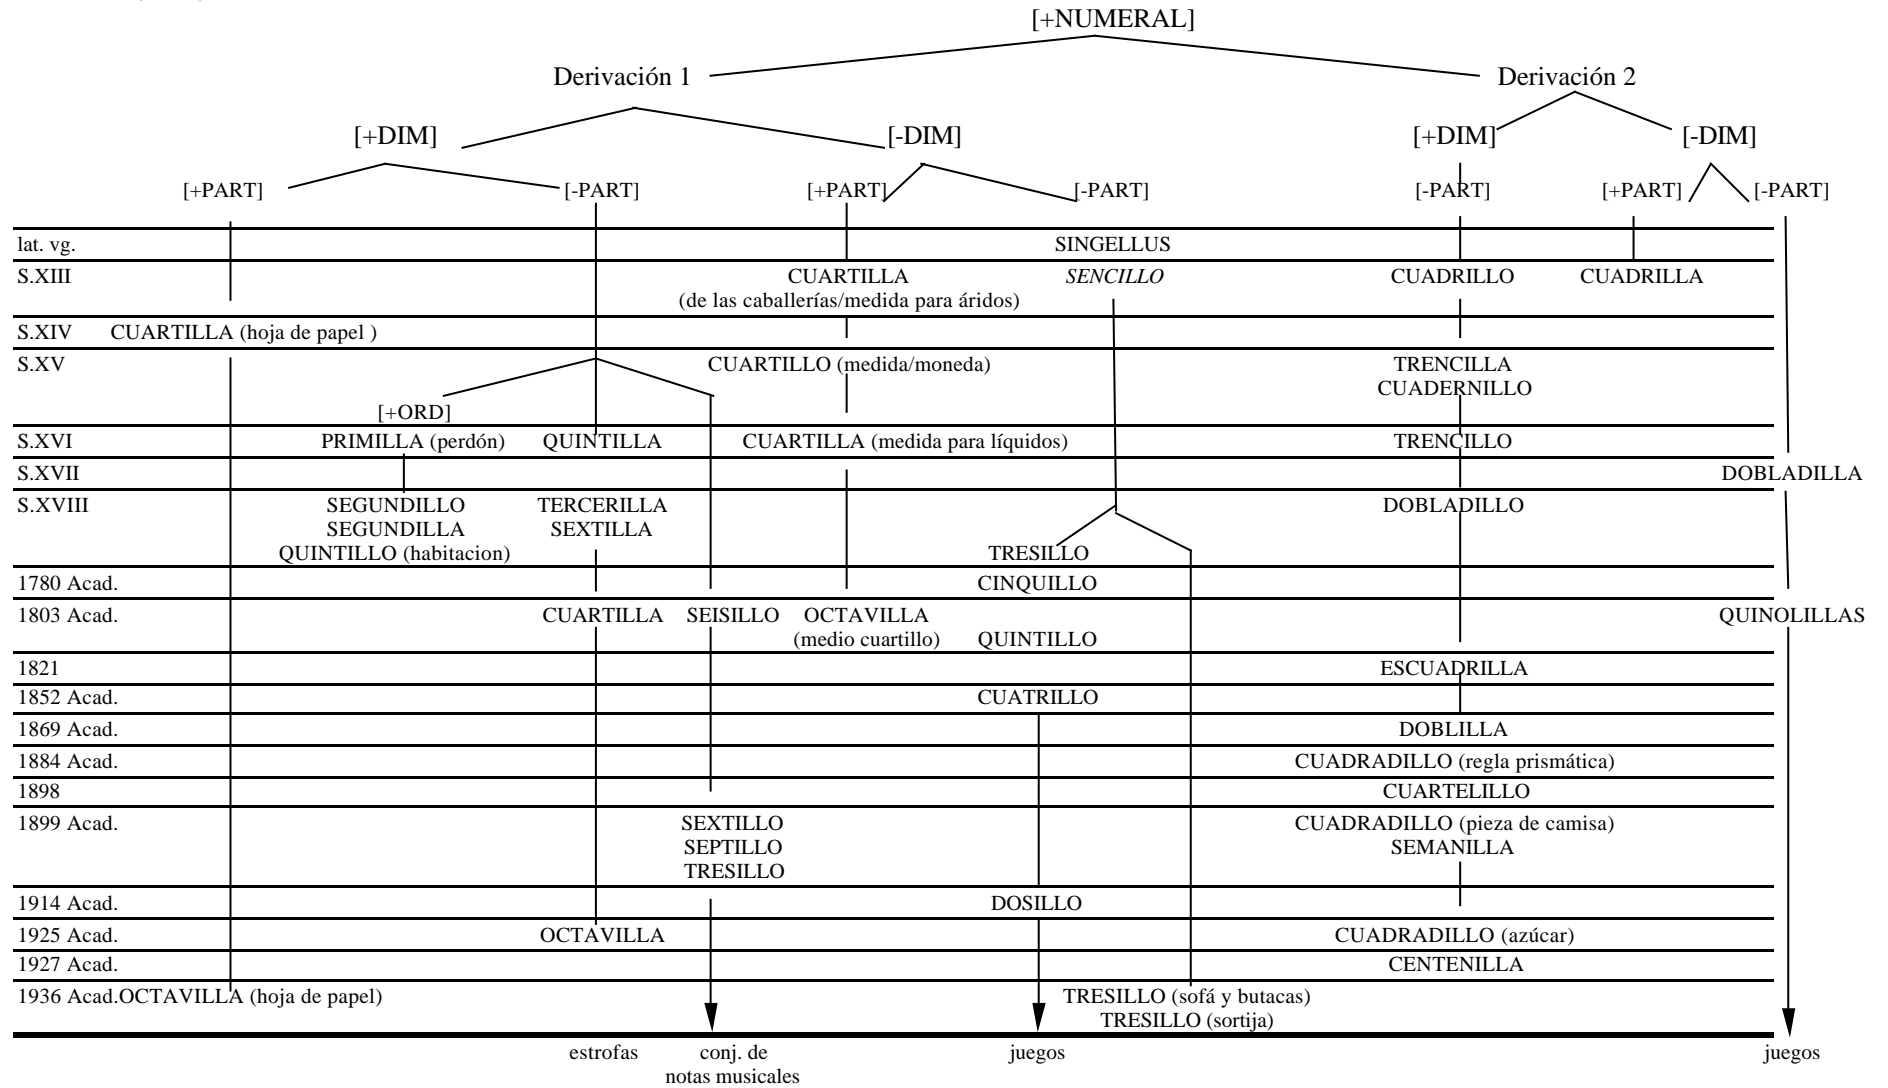 [+NUMERAL]
Derivación 1 Derivación 2
[+DIM] [-DIM] [+DIM] [-DIM]
[+PART] [-PART] [+PART] [-PART] [-PART] [+PART] [-PART]
lat. vg. SINGELLUS
S.XIII CUARTILLA SENCILLO CUADRILLO CUADRILLA
(de las caballerías/medida para áridos)
S.XIV CUARTILLA (hoja de papel )
S.XV CUARTILLO (medida/moneda) TRENCILLA
CUADERNILLO
[+ORD]
S.XVI PRIMILLA (perdón) QUINTILLA CUARTILLA (medida para líquidos) TRENCILLO
S.XVII DOBLADILLA
S.XVIII SEGUNDILLO TERCERILLA DOBLADILLO
SEGUNDILLA SEXTILLA
QUINTILLO (habitacion) TRESILLO
1780 Acad. CINQUILLO
1803 Acad. CUARTILLA SEISILLO OCTAVILLA QUINOLILLAS
(medio cuartillo) QUINTILLO
1821 ESCUADRILLA
1852 Acad. CUATRILLO
1869 Acad. DOBLILLA
1884 Acad. CUADRADILLO (regla prismática)
1898 CUARTELILLO
1899 Acad. SEXTILLO CUADRADILLO (pieza de camisa)
SEPTILLO SEMANILLA
TRESILLO
1914 Acad. DOSILLO
1925 Acad. OCTAVILLA CUADRADILLO (azúcar)
1927 Acad. CENTENILLA
1936 Acad.OCTAVILLA (hoja de papel) TRESILLO (sofá y butacas)
TRESILLO (sortija)
estrofas conj. de juegos juegos
notas musicales